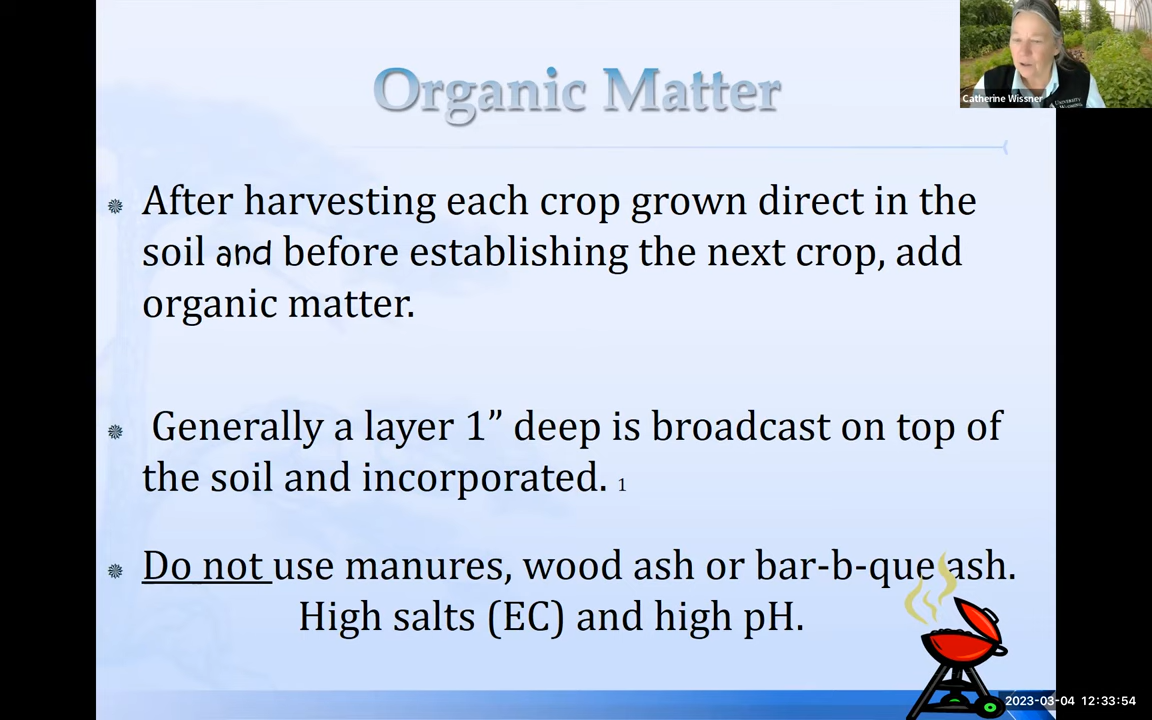 Organic Matter
Catherine Wissner
After harvesting each crop grown direct in the
soil and before establishing the next crop, add
organic matter.
Generally a layer 1” deep is broadcast on top of
the soil and incorporated. 1
Do not use manures, wood ash or bar-b-que ash.
High salts (EC) and high pH.
2023-03-04 12:33:54